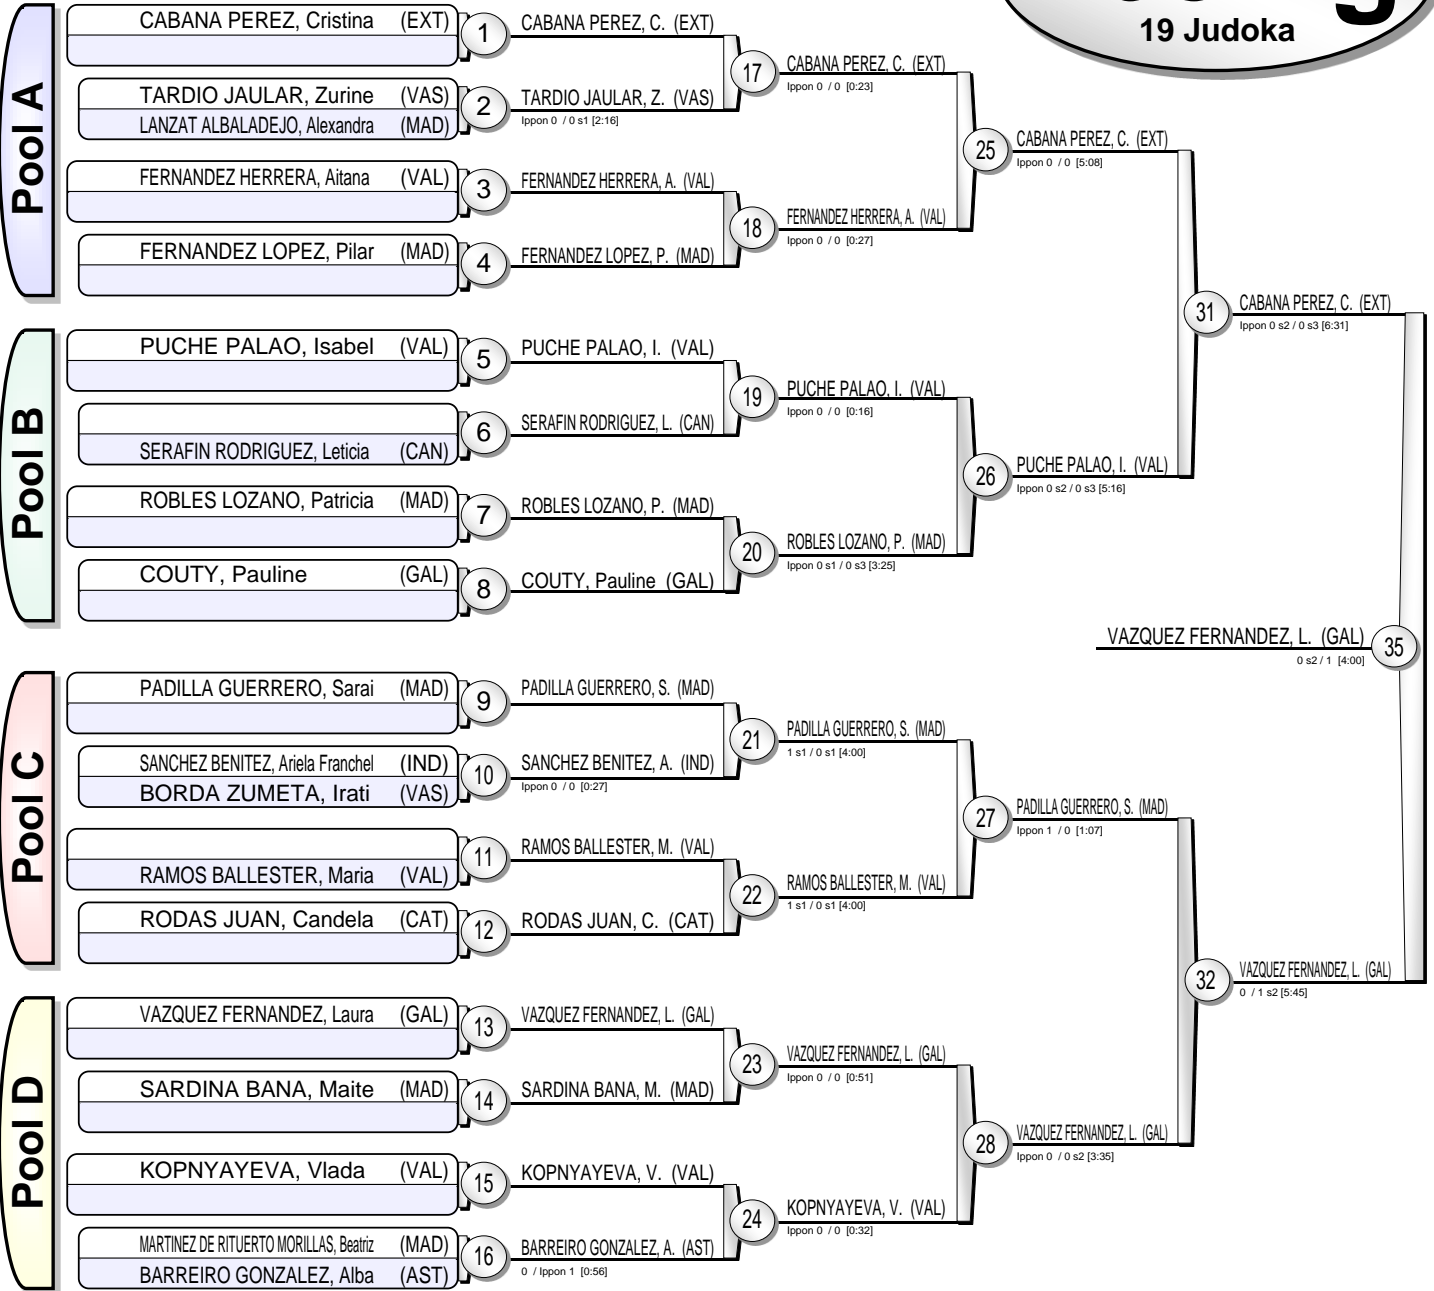 19 Judoka
Pool A
CABANA PEREZ, Cristina (EXT)
1
CABANA PEREZ, C. (EXT)
TARDIO JAULAR, Zurine (VAS)
LANZAT ALBALADEJO, Alexandra (MAD)
2
TARDIO JAULAR, Z. (VAS)
Ippon 0 / 0 s1 [2:16]
17
CABANA PEREZ, C. (EXT)
Ippon 0 / 0 [0:23]
FERNANDEZ HERRERA, Aitana (VAL)
3
FERNANDEZ HERRERA, A. (VAL)
FERNANDEZ LOPEZ, Pilar (MAD)
4
FERNANDEZ LOPEZ, P. (MAD)
18
FERNANDEZ HERRERA, A. (VAL)
Ippon 0 / 0 [0:27]
25
CABANA PEREZ, C. (EXT)
Ippon 0 / 0 [5:08]
Pool B
PUCHE PALAO, Isabel (VAL)
5
PUCHE PALAO, I. (VAL)
SERAFIN RODRIGUEZ, Leticia (CAN)
6
SERAFIN RODRIGUEZ, L. (CAN)
19
PUCHE PALAO, I. (VAL)
Ippon 0 / 0 [0:16]
ROBLES LOZANO, Patricia (MAD)
7
ROBLES LOZANO, P. (MAD)
COUTY, Pauline (GAL)
8
COUTY, Pauline (GAL)
20
ROBLES LOZANO, P. (MAD)
Ippon 0 s1 / 0 s3 [3:25]
26
PUCHE PALAO, I. (VAL)
Ippon 0 s2 / 0 s3 [5:16]
31
CABANA PEREZ, C. (EXT)
Ippon 0 s2 / 0 s3 [6:31]
VAZQUEZ FERNANDEZ, L. (GAL)
0 s2 / 1 [4:00]
35
Pool C
PADILLA GUERRERO, Sarai (MAD)
9
PADILLA GUERRERO, S. (MAD)
SANCHEZ BENITEZ, Ariela Franchel (IND)
BORDA ZUMETA, Irati (VAS)
10
SANCHEZ BENITEZ, A. (IND)
Ippon 0 / 0 [0:27]
21
PADILLA GUERRERO, S. (MAD)
1 s1 / 0 s1 [4:00]
RAMOS BALLESTER, Maria (VAL)
11
RAMOS BALLESTER, M. (VAL)
RODAS JUAN, Candela (CAT)
12
RODAS JUAN, C. (CAT)
22
RAMOS BALLESTER, M. (VAL)
1 s1 / 0 s1 [4:00]
27
PADILLA GUERRERO, S. (MAD)
Ippon 1 / 0 [1:07]
Pool D
VAZQUEZ FERNANDEZ, Laura (GAL)
13
VAZQUEZ FERNANDEZ, L. (GAL)
SARDINA BANA, Maite (MAD)
14
SARDINA BANA, M. (MAD)
23
VAZQUEZ FERNANDEZ, L. (GAL)
Ippon 0 / 0 [0:51]
KOPNYAYEVA, Vlada (VAL)
15
KOPNYAYEVA, V. (VAL)
MARTINEZ DE RITUERTO MORILLAS, Beatriz (MAD)
BARREIRO GONZALEZ, Alba (AST)
16
BARREIRO GONZALEZ, A. (AST)
0 / Ippon 1 [0:56]
24
KOPNYAYEVA, V. (VAL)
Ippon 0 / 0 [0:32]
28
VAZQUEZ FERNANDEZ, L. (GAL)
Ippon 0 / 0 s2 [3:35]
32
VAZQUEZ FERNANDEZ, L. (GAL)
0 / 1 s2 [5:45]